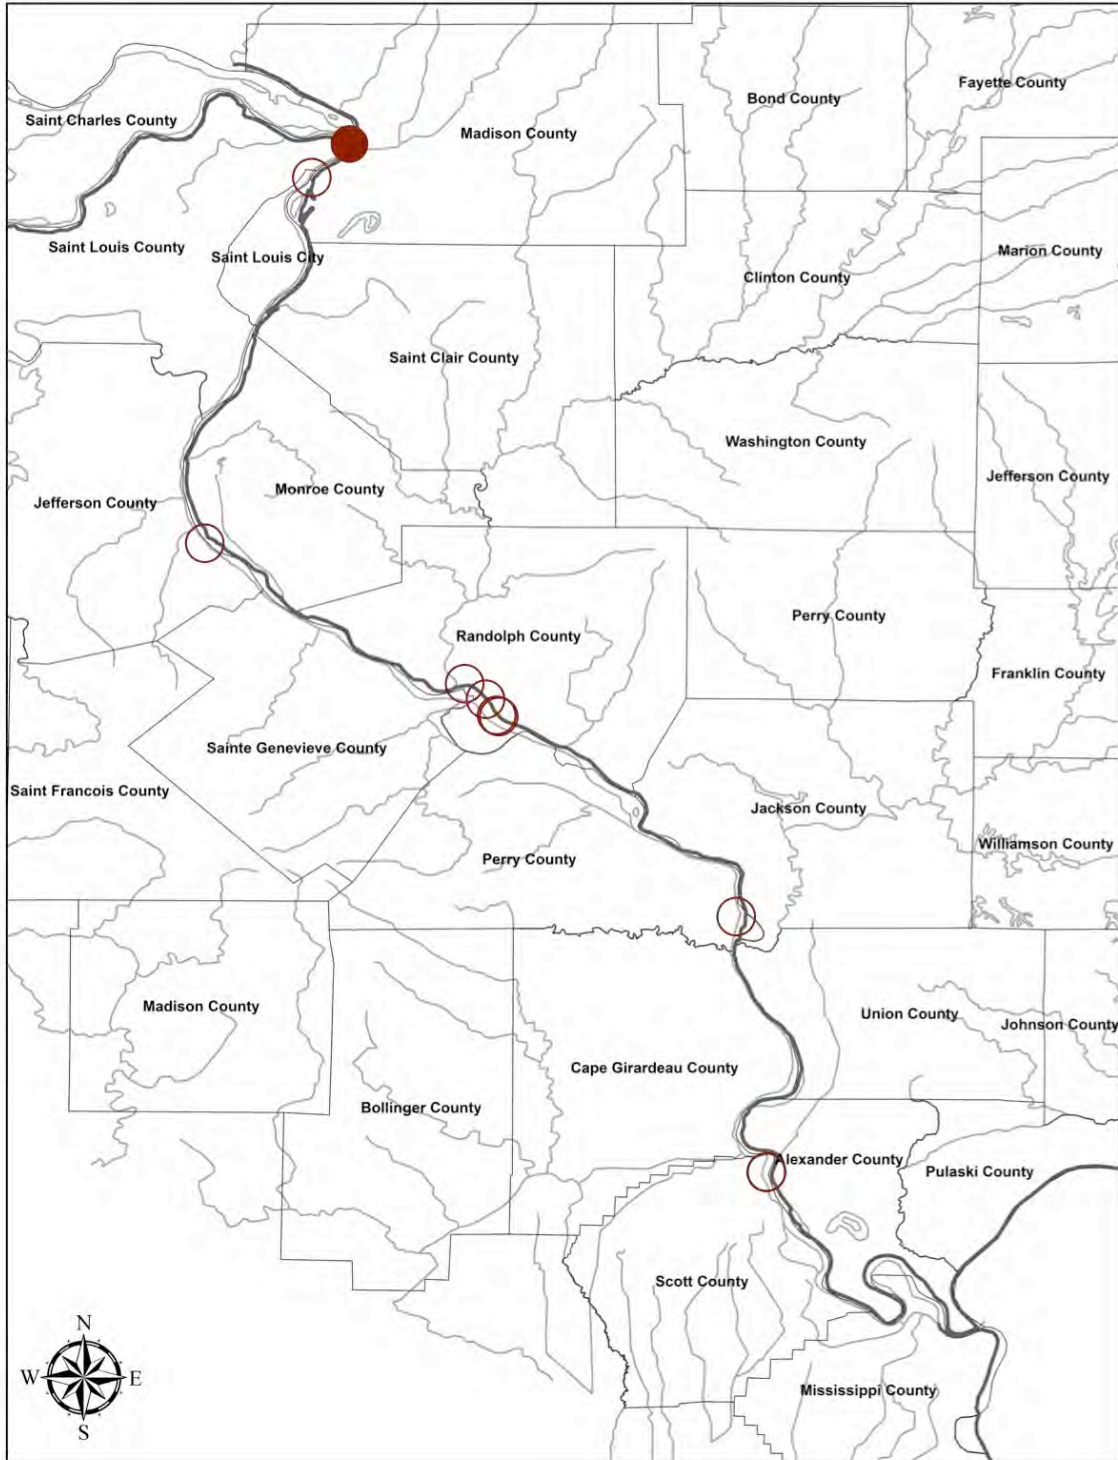 Fayette County
Bond County
Saint Charles County
Madison County
Saint Louis County
Saint Louis City
Marion County
Clinton County
Saint Clair County
Washington County
Jefferson County
Monroe County
Jefferson County
Perry County
Randolph County
Franklin County
Sainte Genevieve County
Saint Francois County
Jackson County
Williamson County
Perry County
Madison County
Union County
Johnson County
Cape Girardeau County
Bollinger County
Alexander County
Pulaski County
Scott County
N
W
E
S
Mississippi County